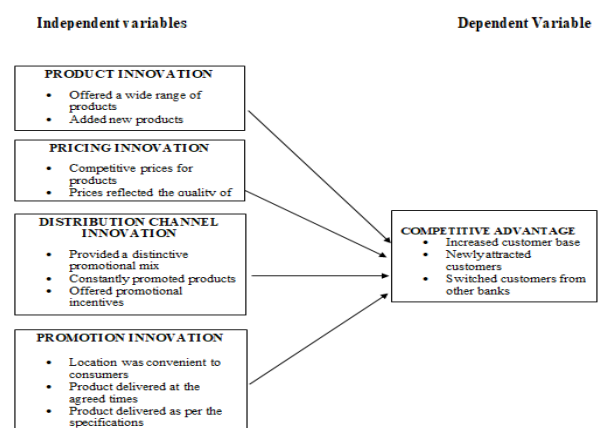 Independent variables
Dependent Variable
PRODUCT INNOVATION
• Offered a wide range of
products
• Added new products
PRICING INNOVATION
• Competitive prices for
products
• Prices reflected the quality of
DISTRIBUTION CHANNEL
INNOVATION
• Provided a distinctive
promotional mix
• Constantly promoted products
• Offered promotional
incentives
PROMOTION INNOVATION
• Location was convenient to
consumers
• Product delivered at the
agreed times
• Product delivered as per the
specifications
COMPETITIVE ADVANTAGE
• Increased customer base
• Newly attracted
customers
• Switched customers from
other banks